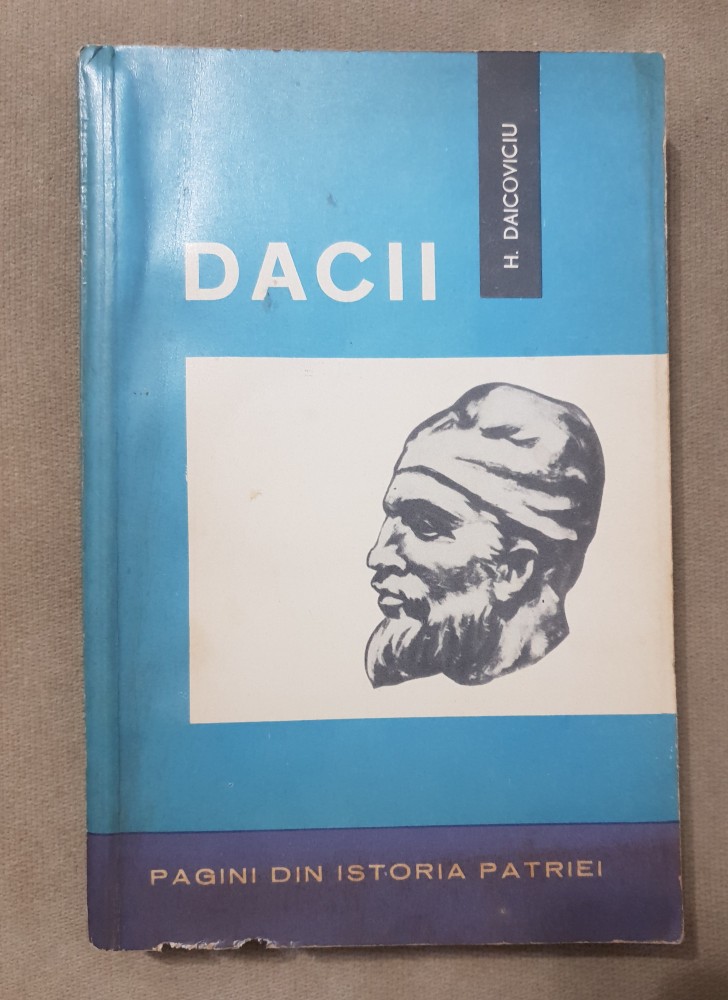 H. DAICOVICIU
DACII
PAGINI DIN ISTORIA PATRIEI